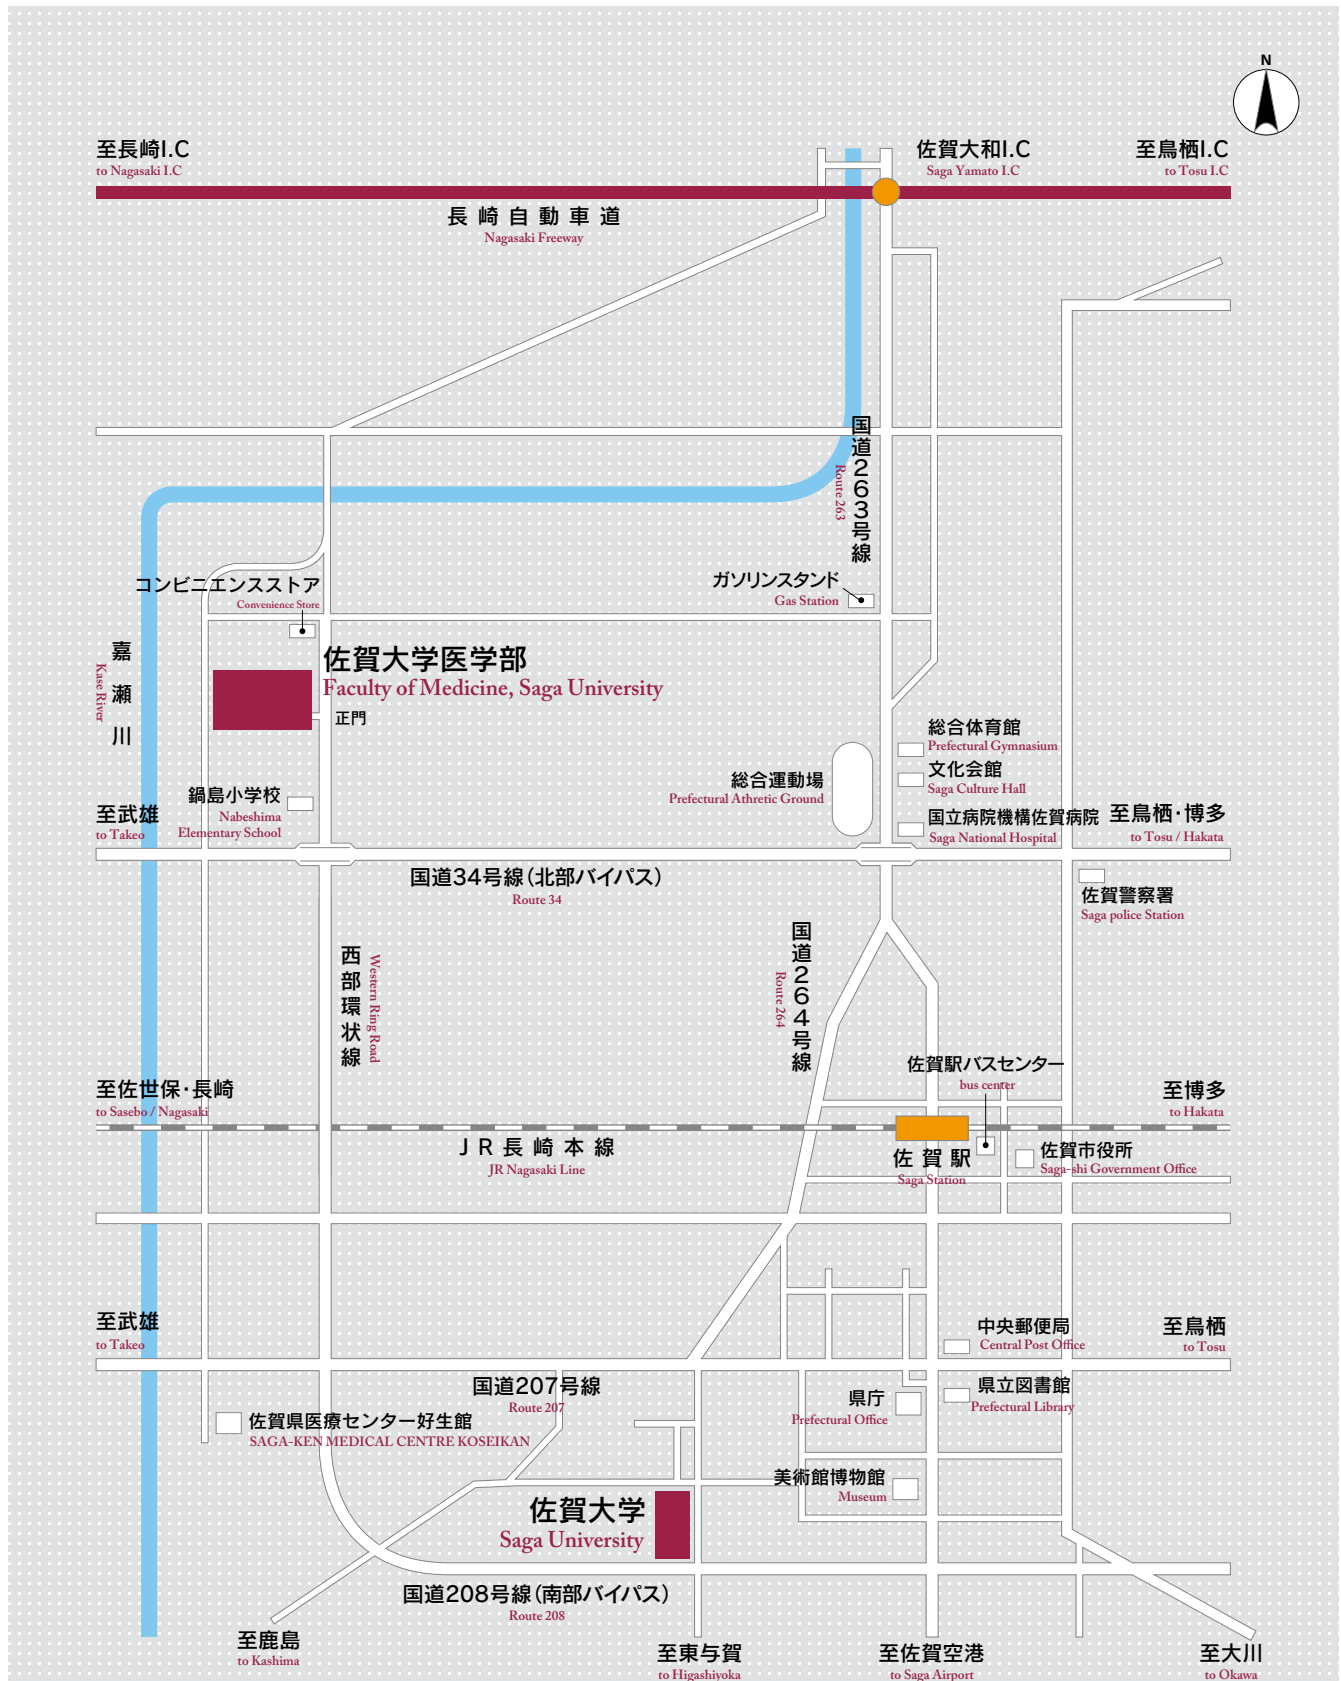 N
至長崎I.C
to Nagasaki I.C
佐賀大和I.C
Saga Yamato I.C
至鳥栖I.C
to Tosu I.C
長崎自動車道
Nagasaki Freeway
国道263号線
Route 263
コンビニエンスストア
Convenience Store
ガソリンスタンド
Gas Station
嘉瀬川
Kase River
佐賀大学医学部
Faculty of Medicine, Saga University
正門
総合体育館
Prefectural Gymnasium
文化会館
Saga Culture Hall
総合運動場
Prefectural Athretic Ground
鍋島小学校
Nabeshima
Elementary School
至武雄
to Takeo
国立病院機構佐賀病院
Saga National Hospital
至鳥栖・博多
to Tosu / Hakata
国道34号線(北部バイパス)
Route 34
佐賀警察署
Saga police Station
西部環状線
Western Ring Road
国道264号線
Route 264
佐賀駅バスセンター
bus center
至佐世保・長崎
to Sasebo / Nagasaki
至博多
to Hakata
JR長崎本線
JR Nagasaki Line
佐賀駅
Saga Station
佐賀市役所
Saga-shi Government Office
至武雄
to Takeo
中央郵便局
Central Post Office
至鳥栖
to Tosu
国道207号線
Route 207
県庁
Prefectural Office
県立図書館
Prefectural Library
佐賀県医療センター好生館
SAGA-KEN MEDICAL CENTRE KOSEIKAN
美術館博物館
Museum
佐賀大学
Saga University
国道208号線(南部バイパス)
Route 208
至鹿島
to Kashima
至東与賀
to Higashiyoka
至佐賀空港
to Saga Airport
至大川
to Okawa